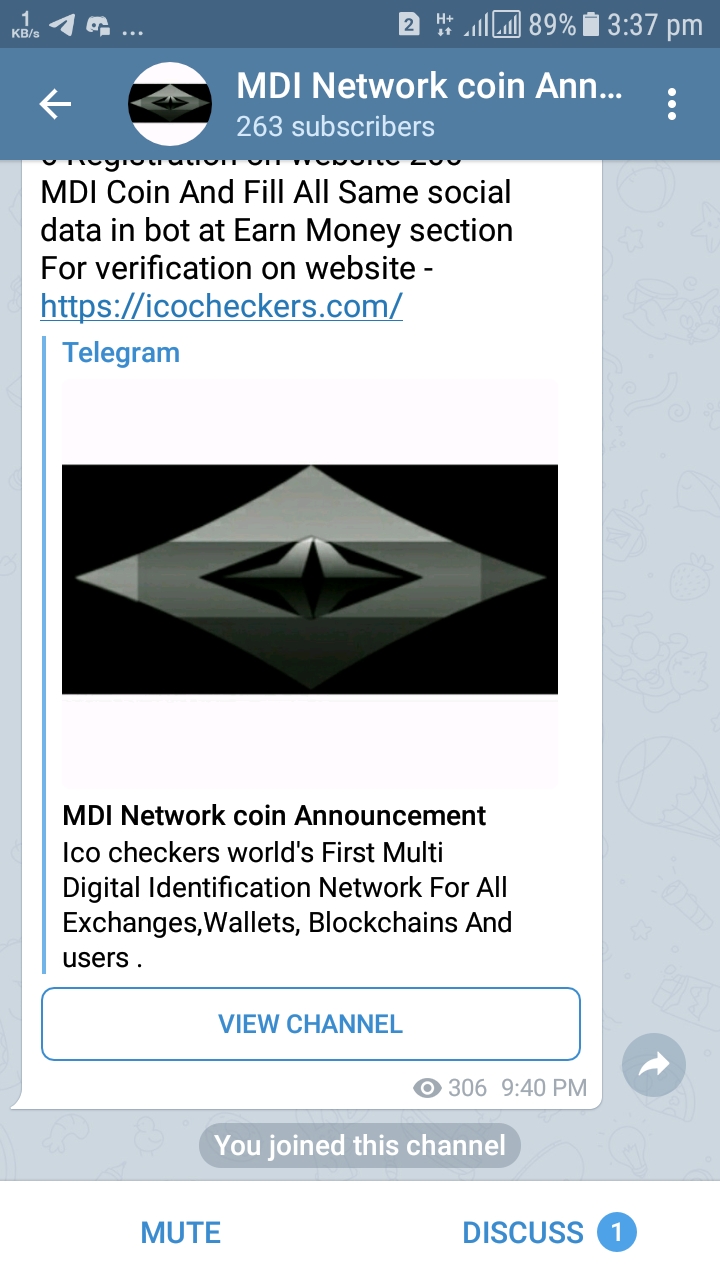 1
KB/s
...
2
H+
89%
3:37 pm
MDI Network coin Ann...
263 subscribers
Registration on website 200
MDI Coin And Fill All Same social
data in bot at Earn Money section
For verification on website -
https://icocheckers.com/
Telegram
MDI Network coin Announcement
Ico checkers world's First Multi
Digital Identification Network For All
Exchanges,Wallets, Blockchains And
users .
VIEW CHANNEL
306 9:40 PM
You joined this channel
MUTE
DISCUSS 1